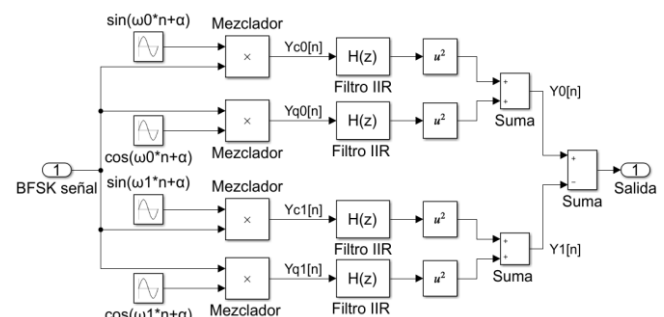 sin(ω0*n+α)
Mezclador
×
Yc0[n]
H(z)
Filtro IIR
u²
+
+
Suma
Y0[n]
cos(ω0*n+α)
×
Mezclador
Yq0[n]
H(z)
Filtro IIR
u²
1
BFSK señal
+
−
Suma
1
Salida
sin(ω1*n+α)
Mezclador
×
Yc1[n]
H(z)
Filtro IIR
u²
+
+
Suma
Y1[n]
cos(ω1*n+α)
×
Mezclador
Yq1[n]
H(z)
Filtro IIR
u²